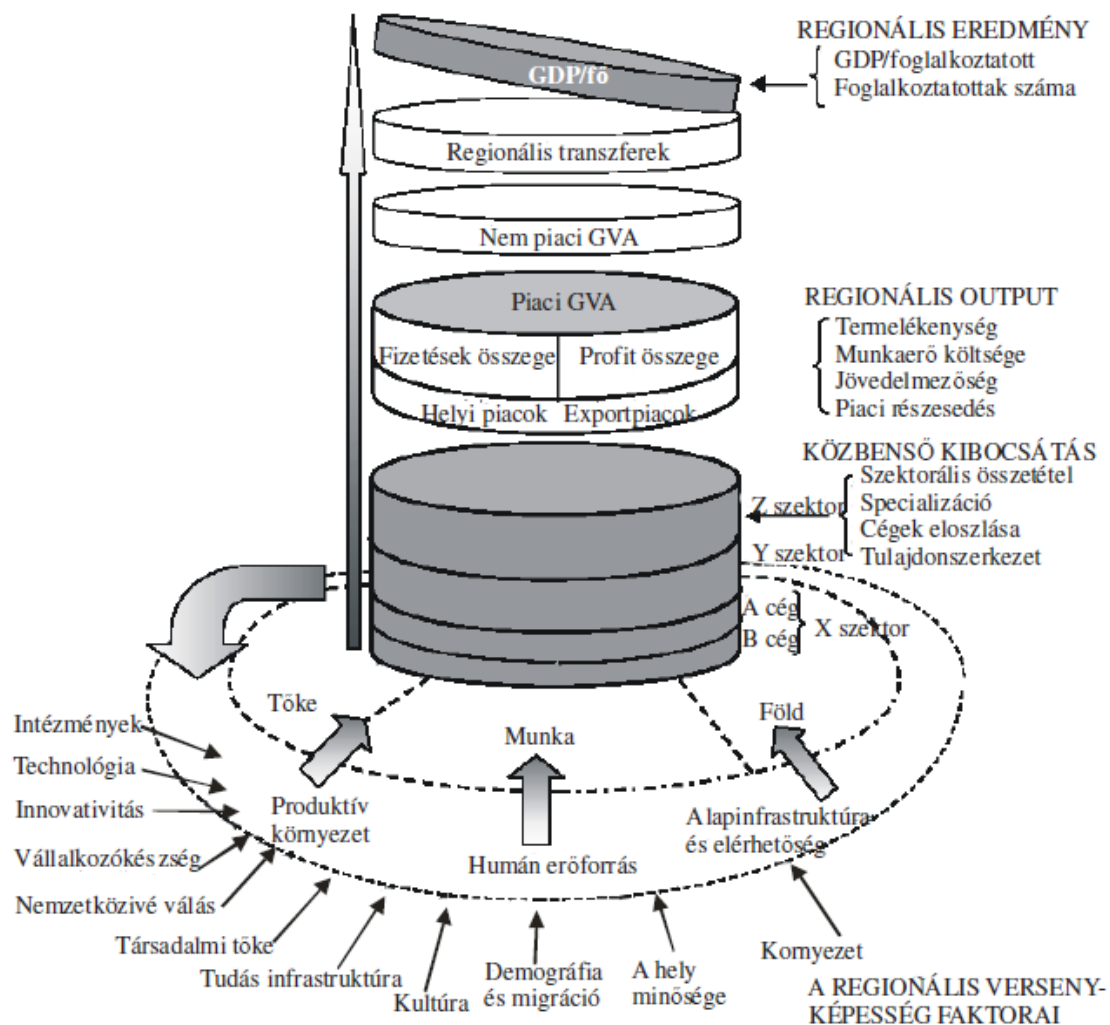 REGIONÁLIS EREDMÉNY
GDP/foglalkoztatott
Foglalkoztatottak száma
GDP/fő
Regionális transzferek
Nem piaci GVA
Piaci GVA
Fizetések összege
Profit összege
Helyi piacok
Exportpiacok
REGIONÁLIS OUTPUT
Termelékenység
Munkaerő költsége
Jövedelmezőség
Piaci részesedés
KÖZBENSŐ KIBOCSÁTÁS
Szektorális összetétel
Specializáció
Cégek eloszlása
Tulajdonszerkezet
Z szektor
Y szektor
A cég
B cég
X szektor
Tőke
Munka
Föld
Produktív
környezet
Humán erőforrás
Alapinfrastruktúra
és elérhetőség
Intézmények
Technológia
Innovativitás
Vállalkozókés zség
Nemzetközivé válás
Társadalmi tőke
Tudás infrastruktúra
Kultúra
Demográfia
és migráció
A hely
minősége
Kornyezet
A REGIONÁLIS VERSENY-
KÉPESSÉG FAKTORAI